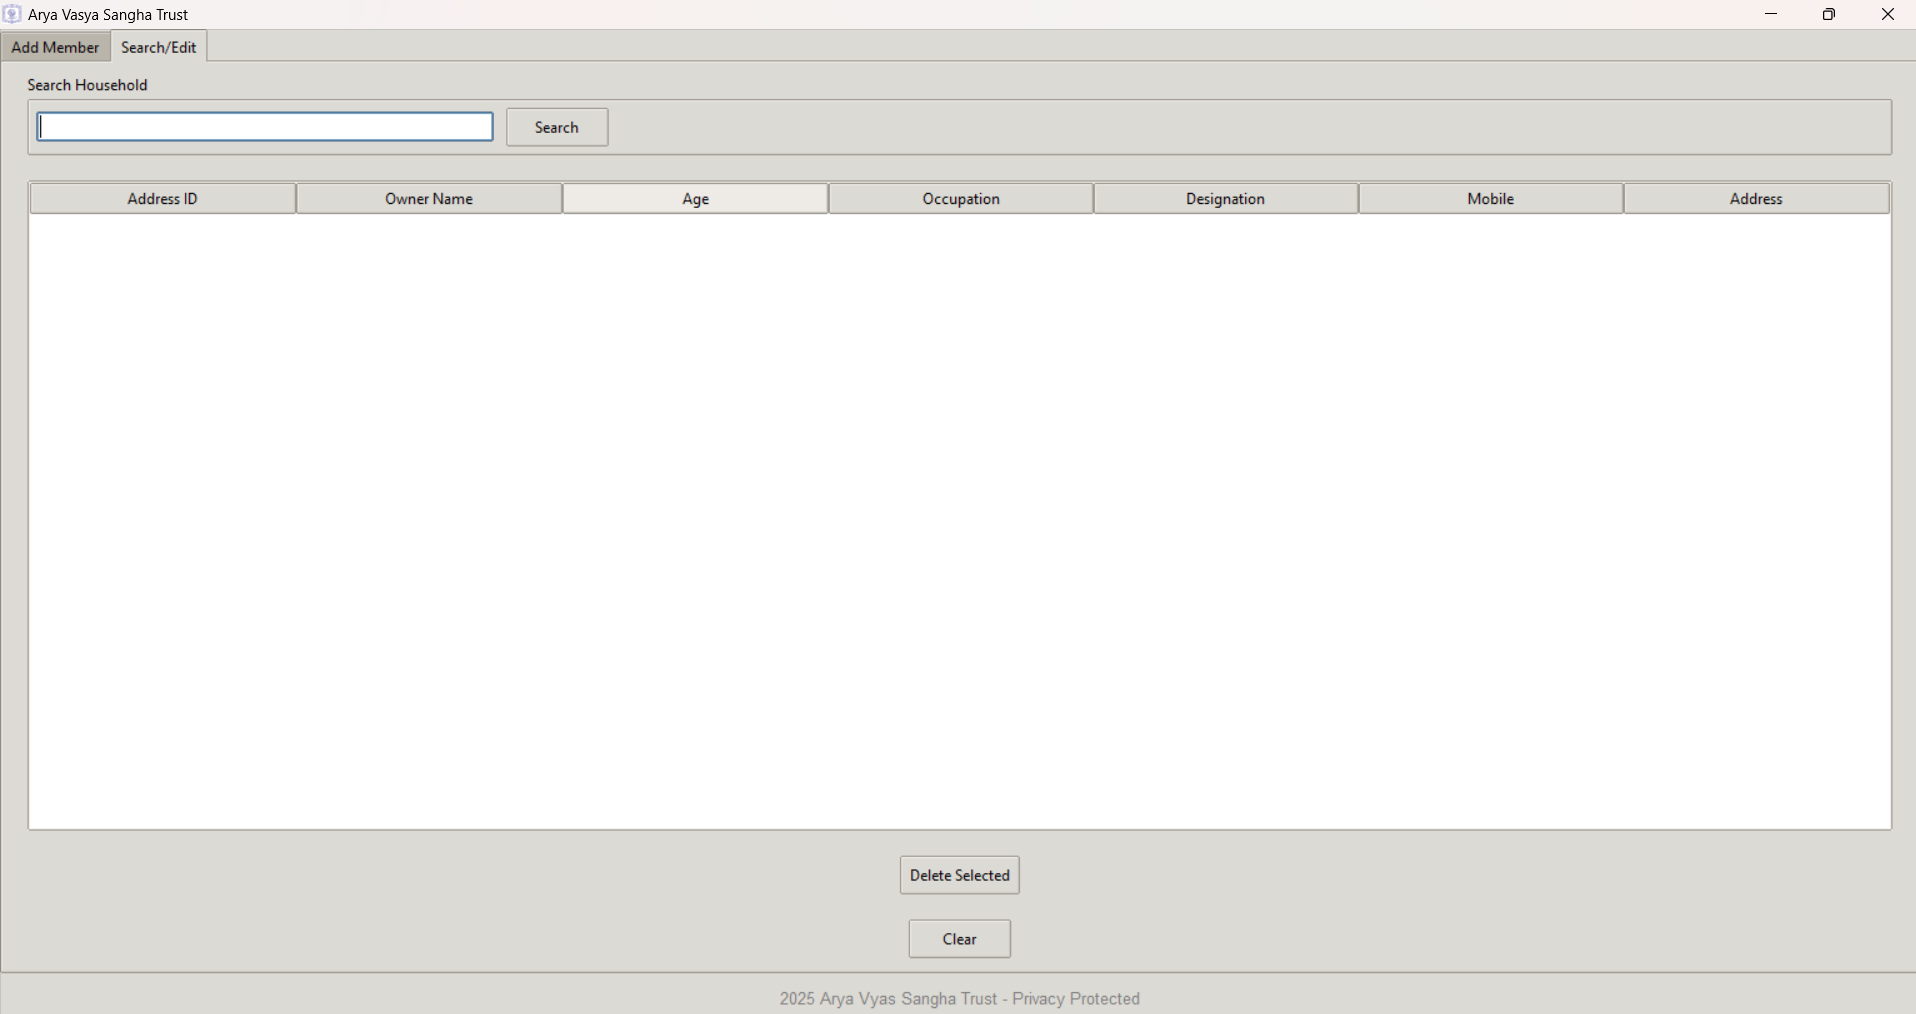 Arya Vasya Sangha Trust
Add Member Search/Edit
Search Household
Search
Address ID Owner Name Age Occupation Designation Mobile Address
Delete Selected
Clear
2025 Arya Vyas Sangha Trust - Privacy Protected